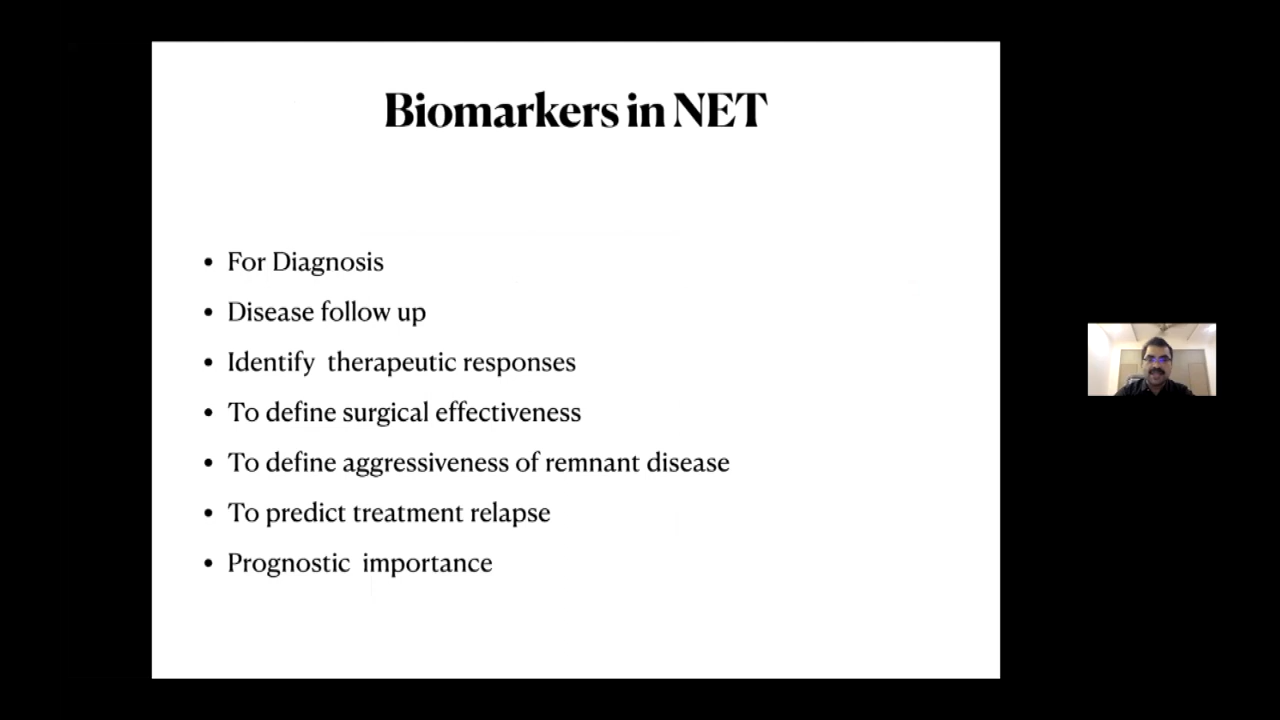 Biomarkers in NET
• For Diagnosis
• Disease follow up
• Identify therapeutic responses
• To define surgical effectiveness
• To define aggressiveness of remnant disease
• To predict treatment relapse
• Prognostic importance